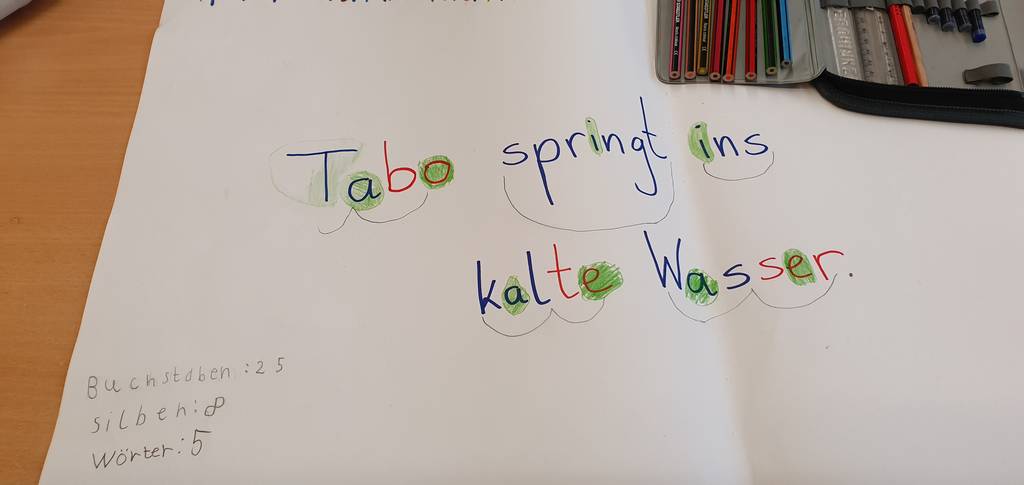 Tabo springt ins
kalte Wasser.
Buchstaben: 25
silben: 8
Wörter: 5